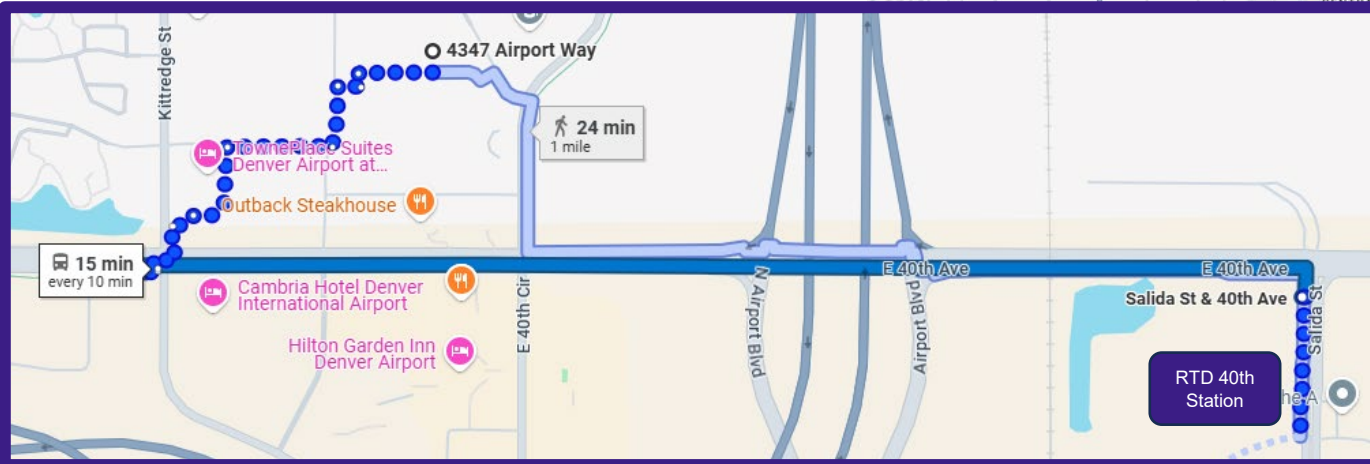 Kittredge St
4347 Airport Way
24 min
1 mile
TownePlace Suites
Denver Airport at...
Outback Steakhouse
15 min
every 10 min
E 40th Ave
E 40th Ave
Cambria Hotel Denver
International Airport
Salida St & 40th Ave
E 40th Cir
N Airport Blvd
Airport Blvd
Salida St
Hilton Garden Inn
Denver Airport
RTD 40th
Station
he A